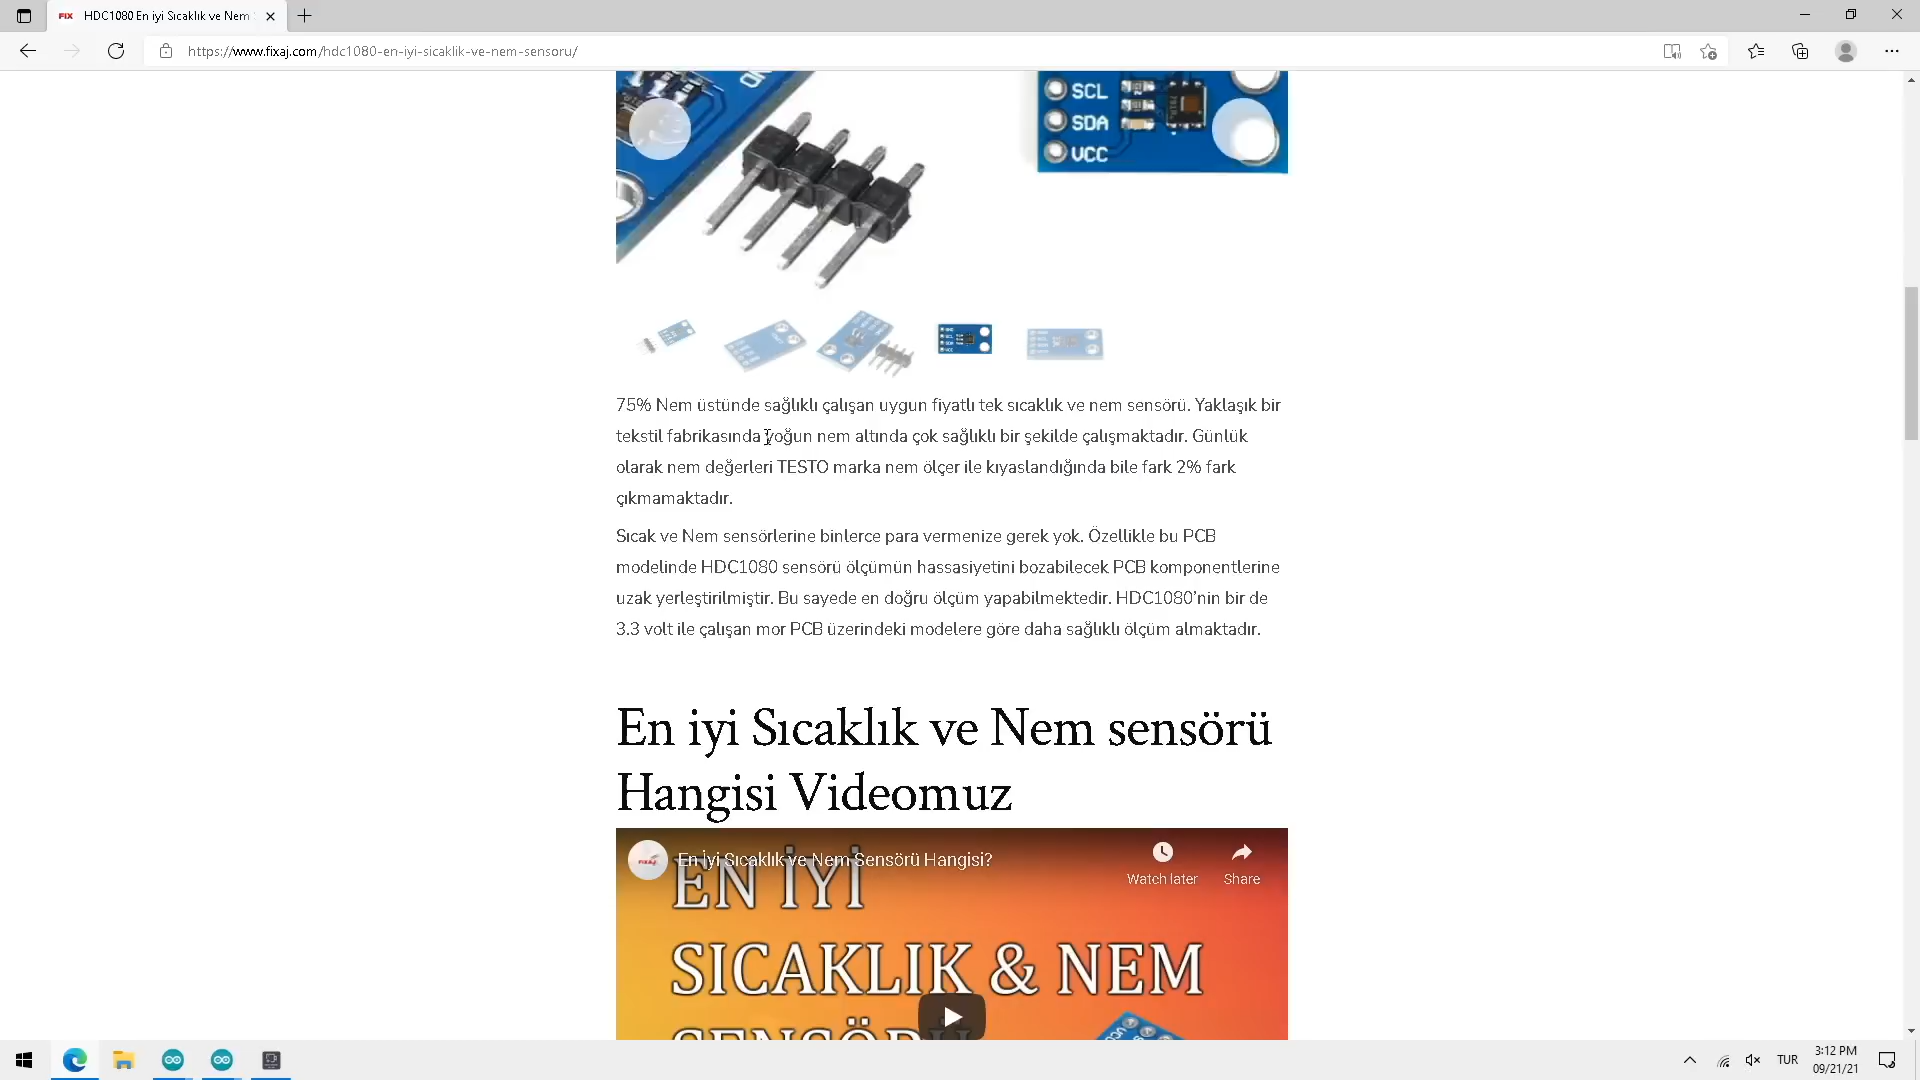 FIX HDC1080 En iyi Sıcaklık ve Nem
https://www.fixaj.com/hdc1080-en-iyi-sicaklik-ve-nem-sensoru/
SCL
SDA
VCC
75% Nem üstünde sağlıklı çalışan uygun fiyatlı tek sıcaklık ve nem sensörü. Yaklaşık bir
tekstil fabrikasında yoğun nem altında çok sağlıklı bir şekilde çalışmaktadır. Günlük
olarak nem değerleri TESTO marka nem ölçer ile kıyaslandığında bile fark 2% fark
çıkmamaktadır.
Sıcak ve Nem sensörlerine binlerce para vermenize gerek yok. Özellikle bu PCB
modelinde HDC1080 sensörü ölçümün hassasiyetini bozabilecek PCB komponentlerine
uzak yerleştirilmiştir. Bu sayede en doğru ölçüm yapabilmektedir. HDC1080’nin bir de
3.3 volt ile çalışan mor PCB üzerindeki modelere göre daha sağlıklı ölçüm almaktadır.
En iyi Sıcaklık ve Nem sensörü
Hangisi Videomuz
En İyi Sıcaklık ve Nem Sensörü Hangisi?
Watch later
Share
EN İYİ
SICAKLIK & NEM
SENSÖRÜ
TUR
3:12 PM
09/21/21